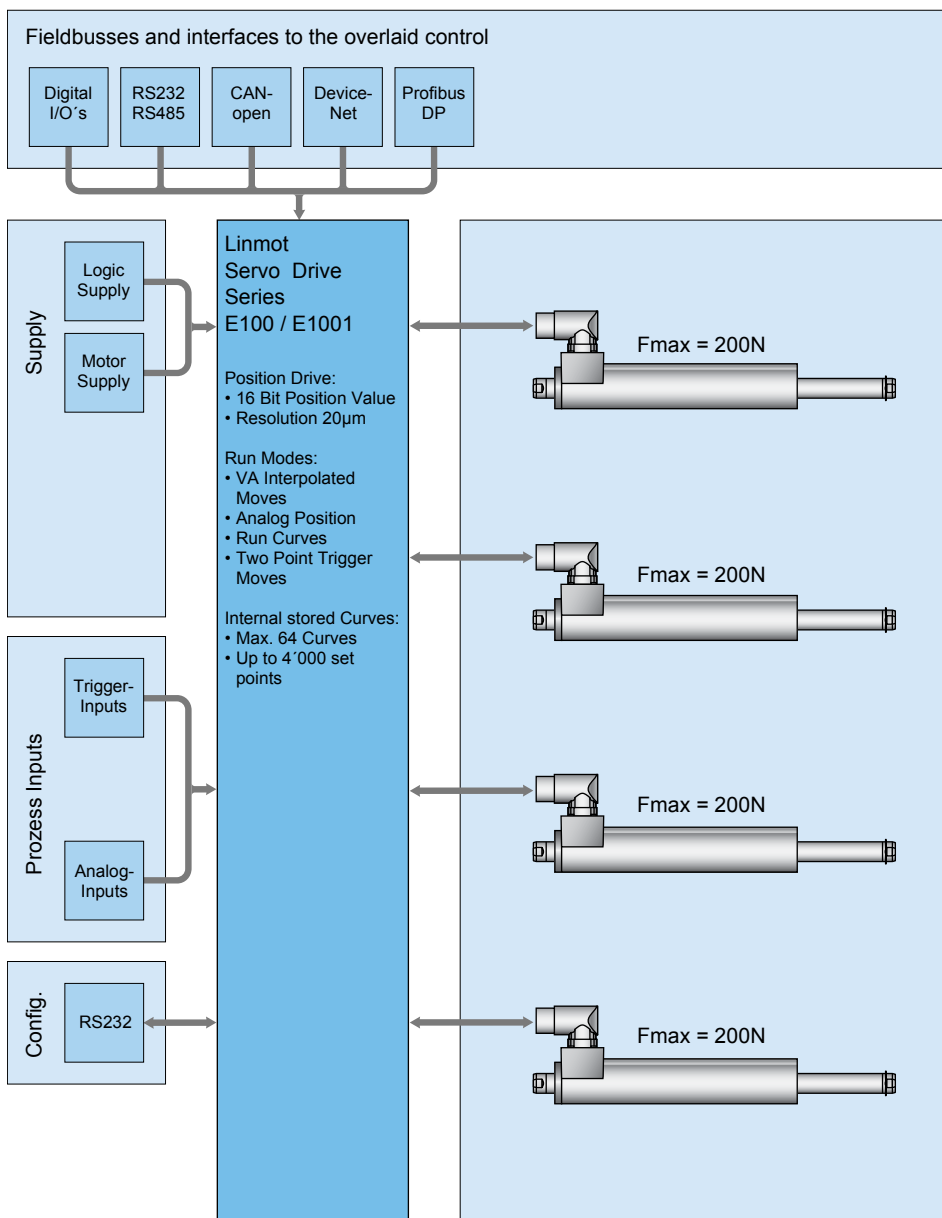 Fieldbusses and interfaces to the overlaid control
Digital
I/O´s
RS232
RS485
CAN-
open
Device-
Net
Profibus
DP
Supply
Logic
Supply
Motor
Supply
Linmot
Servo Drive
Series
E100 / E1001
Position Drive:
• 16 Bit Position Value
• Resolution 20µm
Run Modes:
• VA Interpolated
Moves
• Analog Position
• Run Curves
• Two Point Trigger
Moves
Internal stored Curves:
• Max. 64 Curves
• Up to 4´000 set
points
Fmax = 200N
Fmax = 200N
Prozess Inputs
Trigger-
Inputs
Analog-
Inputs
Fmax = 200N
Config.
RS232
Fmax = 200N